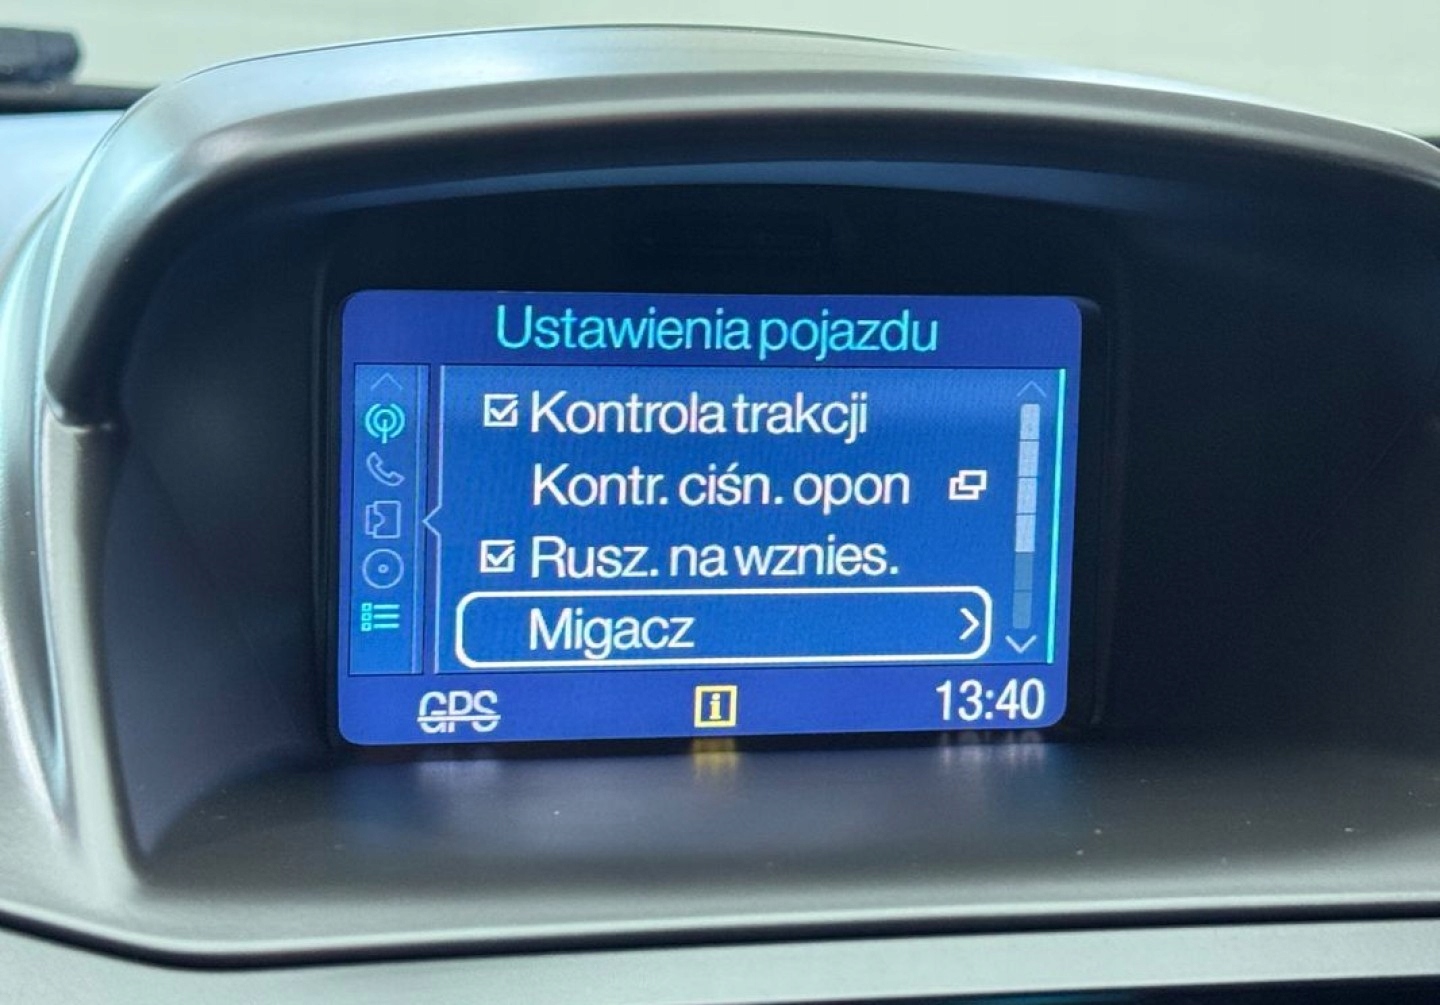 Ustawienia pojazdu
Kontrola trakcji
Kontr. ciśn. opon
Rusz. na wznies.
Migacz
GPS
i
13:40